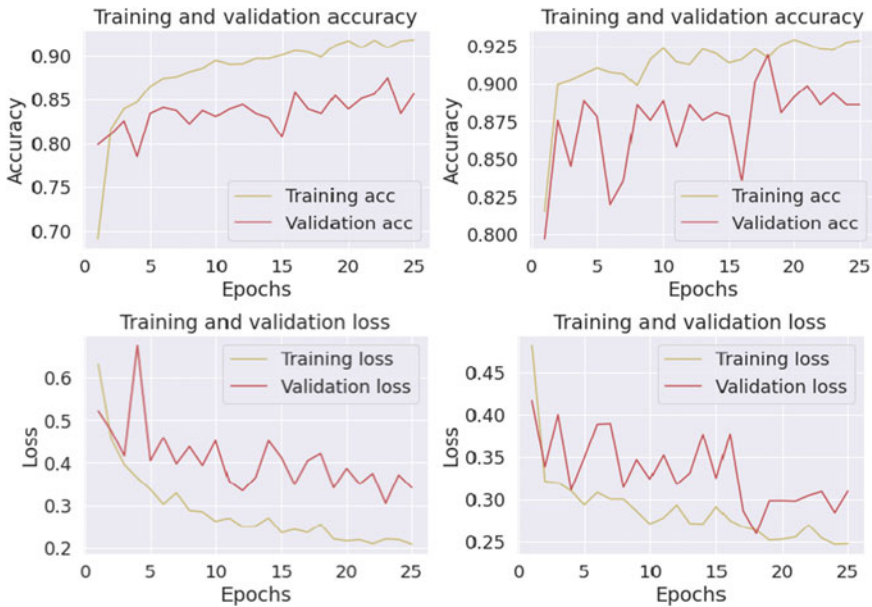 Training and validation accuracy
0.90
0.85
0.80
0.75
0.70
Accuracy
Training acc
Validation acc
0 5 10 15 20 25
Epochs
Training and validation accuracy
0.925
0.900
0.875
0.850
0.825
0.800
Accuracy
Training acc
Validation acc
0 5 10 15 20 25
Epochs
Training and validation loss
0.6
0.5
0.4
0.3
0.2
Loss
Training loss
Validation loss
0 5 10 15 20 25
Epochs
Training and validation loss
0.45
0.40
0.35
0.30
0.25
Loss
Training loss
Validation loss
0 5 10 15 20 25
Epochs